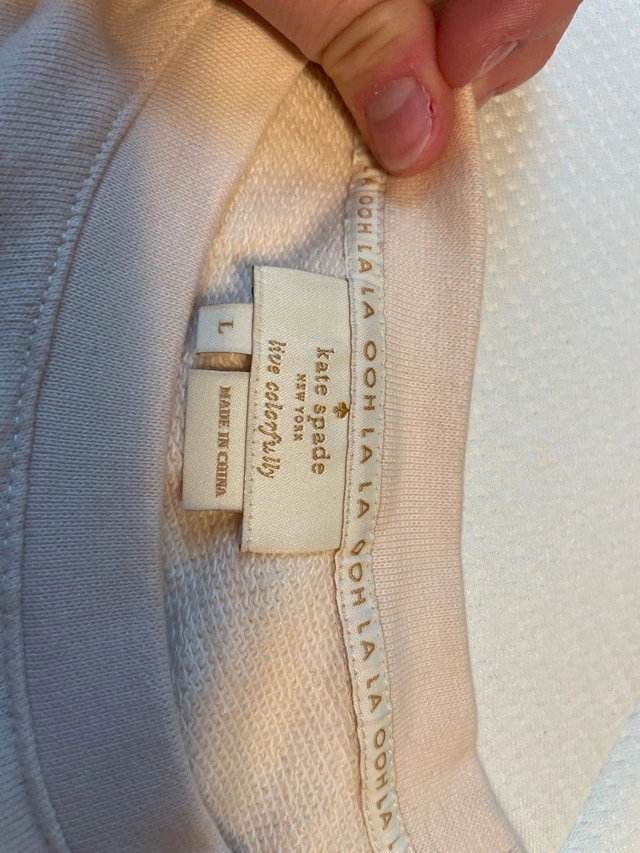 OOH LA LA OOH LA LA OOH LA LA OOH LA
kate spade
NEW YORK
live colorfully
L
MADE IN CHINA